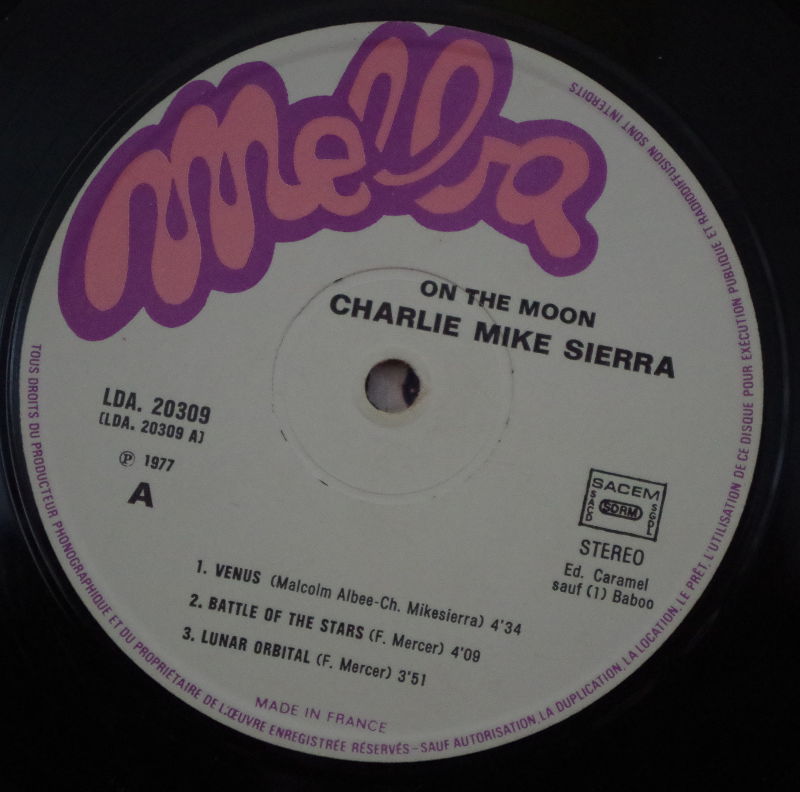 Melba
ON THE MOON
CHARLIE MIKE SIERRA
LDA. 20309
(LDA. 20309 A)
℗ 1977
A
SACEM
SACD
SDRM
SGDL
STEREO
Ed. Caramel
sauf (1) Baboo
1. VENUS (Malcolm Albee-Ch. Mikesierra) 4'34
2. BATTLE OF THE STARS (F. Mercer) 4'09
3. LUNAR ORBITAL (F. Mercer) 3'51
MADE IN FRANCE
TOUS DROITS DU PRODUCTEUR PHONOGRAPHIQUE ET DU PROPRIÉTAIRE DE L'ŒUVRE ENREGISTRÉE RÉSERVÉS - SAUF AUTORISATION, LA DUPLICATION, LA LOCATION, LE PRÊT, L'UTILISATION DE CE DISQUE POUR EXÉCUTION PUBLIQUE ET RADIODIFFUSION SONT INTERDITS